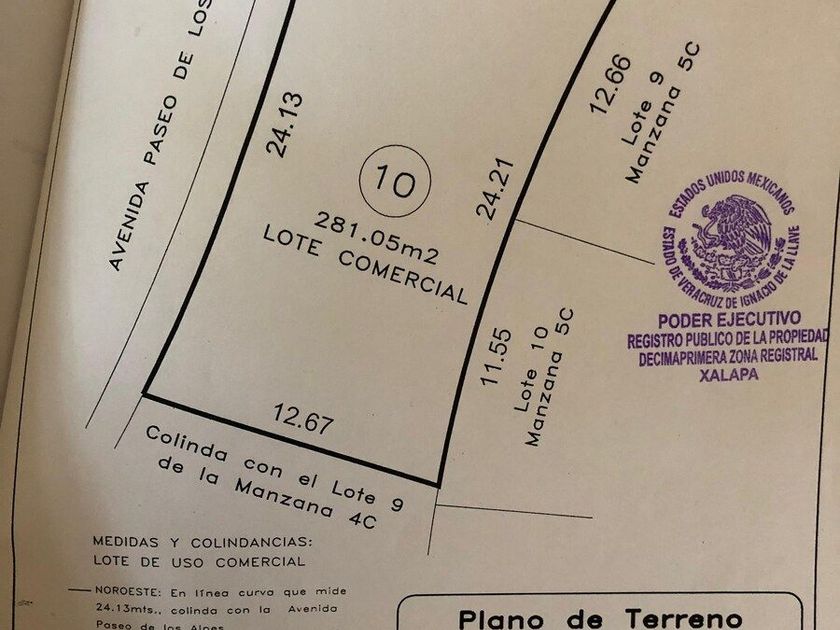 AVENIDA PASEO DE LOS
24.13
10
281.05m2
LOTE COMERCIAL
24.21
12.66
Lote 9
Manzana 5C
11.55
Lote 10
Manzana 5C
12.67
Colinda con el Lote 9
de la Manzana 4C
ESTADOS UNIDOS MEXICANOS
ESTADO DE VERACRUZ DE IGNACIO DE LA LLAVE
PODER EJECUTIVO
REGISTRO PUBLICO DE LA PROPIEDAD
DECIMAPRIMERA ZONA REGISTRAL
XALAPA
MEDIDAS Y COLINDANCIAS:
LOTE DE USO COMERCIAL
NOROESTE: En línea curva que mide
24.13mts., colinda con la Avenida
Paseo de los Alpes
Plano de Terreno